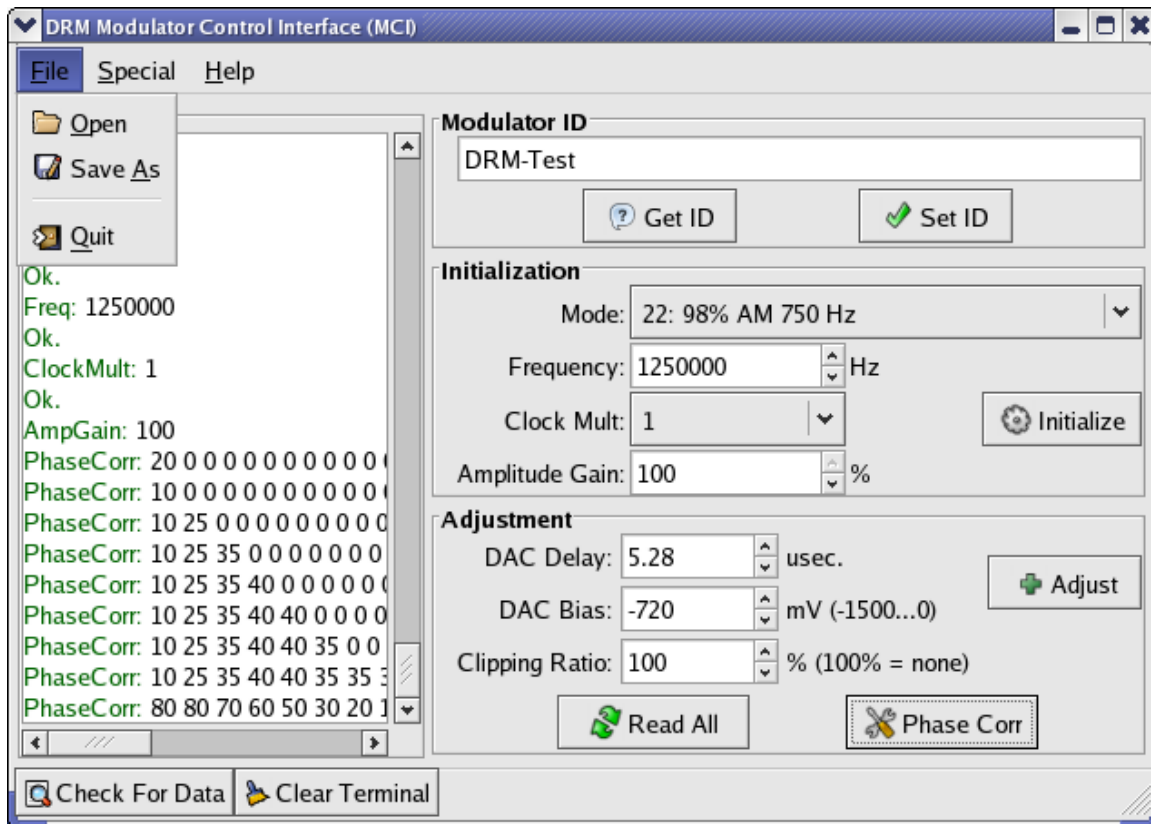 DRM Modulator Control Interface (MCI)
File Special Help
Open
Save As
Quit
Ok.
Freq: 1250000
Ok.
ClockMult: 1
Ok.
AmpGain: 100
PhaseCorr: 20 0 0 0 0 0 0 0 0 0 0
PhaseCorr: 10 0 0 0 0 0 0 0 0 0 0
PhaseCorr: 10 25 0 0 0 0 0 0 0 0 0
PhaseCorr: 10 25 35 0 0 0 0 0 0 0
PhaseCorr: 10 25 35 40 0 0 0 0 0
PhaseCorr: 10 25 35 40 40 0 0 0 0
PhaseCorr: 10 25 35 40 40 35 0 0
PhaseCorr: 10 25 35 40 40 35 35
PhaseCorr: 80 80 70 60 50 30 20
Modulator ID
DRM-Test
Get ID
Set ID
Initialization
Mode: 22: 98% AM 750 Hz
Frequency: 1250000 Hz
Clock Mult: 1
Initialize
Amplitude Gain: 100 %
Adjustment
DAC Delay: 5.28 usec.
Adjust
DAC Bias: -720 mV (-1500...0)
Clipping Ratio: 100 % (100% = none)
Read All
Phase Corr
Check For Data
Clear Terminal